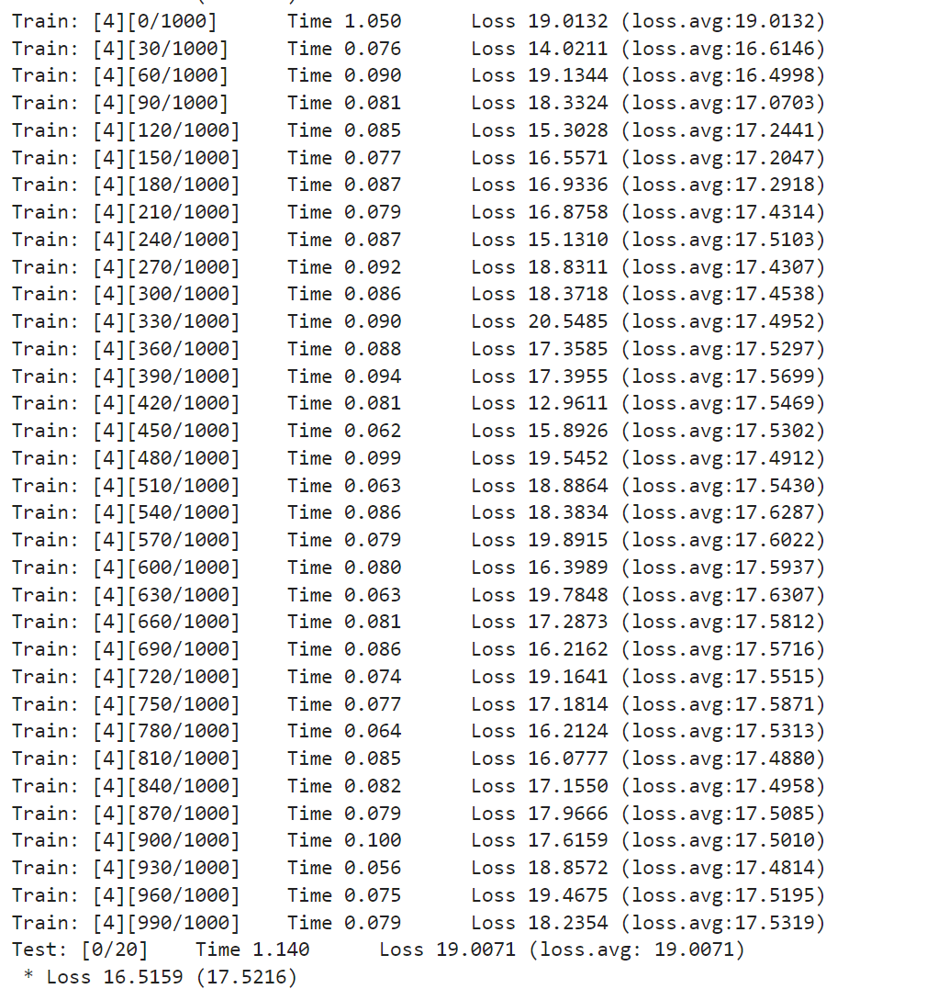 Train: [4][0/1000] Time 1.050 Loss 19.0132 (loss.avg:19.0132)
Train: [4][30/1000] Time 0.076 Loss 14.0211 (loss.avg:16.6146)
Train: [4][60/1000] Time 0.090 Loss 19.1344 (loss.avg:16.4998)
Train: [4][90/1000] Time 0.081 Loss 18.3324 (loss.avg:17.0703)
Train: [4][120/1000] Time 0.085 Loss 15.3028 (loss.avg:17.2441)
Train: [4][150/1000] Time 0.077 Loss 16.5571 (loss.avg:17.2047)
Train: [4][180/1000] Time 0.087 Loss 16.9336 (loss.avg:17.2918)
Train: [4][210/1000] Time 0.079 Loss 16.8758 (loss.avg:17.4314)
Train: [4][240/1000] Time 0.087 Loss 15.1310 (loss.avg:17.5103)
Train: [4][270/1000] Time 0.092 Loss 18.8311 (loss.avg:17.4307)
Train: [4][300/1000] Time 0.086 Loss 18.3718 (loss.avg:17.4538)
Train: [4][330/1000] Time 0.090 Loss 20.5485 (loss.avg:17.4952)
Train: [4][360/1000] Time 0.088 Loss 17.3585 (loss.avg:17.5297)
Train: [4][390/1000] Time 0.094 Loss 17.3955 (loss.avg:17.5699)
Train: [4][420/1000] Time 0.081 Loss 12.9611 (loss.avg:17.5469)
Train: [4][450/1000] Time 0.062 Loss 15.8926 (loss.avg:17.5302)
Train: [4][480/1000] Time 0.099 Loss 19.5452 (loss.avg:17.4912)
Train: [4][510/1000] Time 0.063 Loss 18.8864 (loss.avg:17.5430)
Train: [4][540/1000] Time 0.086 Loss 18.3834 (loss.avg:17.6287)
Train: [4][570/1000] Time 0.079 Loss 19.8915 (loss.avg:17.6022)
Train: [4][600/1000] Time 0.080 Loss 16.3989 (loss.avg:17.5937)
Train: [4][630/1000] Time 0.063 Loss 19.7848 (loss.avg:17.6307)
Train: [4][660/1000] Time 0.081 Loss 17.2873 (loss.avg:17.5812)
Train: [4][690/1000] Time 0.086 Loss 16.2162 (loss.avg:17.5716)
Train: [4][720/1000] Time 0.074 Loss 19.1641 (loss.avg:17.5515)
Train: [4][750/1000] Time 0.077 Loss 17.1814 (loss.avg:17.5871)
Train: [4][780/1000] Time 0.064 Loss 16.2124 (loss.avg:17.5313)
Train: [4][810/1000] Time 0.085 Loss 16.0777 (loss.avg:17.4880)
Train: [4][840/1000] Time 0.082 Loss 17.1550 (loss.avg:17.4958)
Train: [4][870/1000] Time 0.079 Loss 17.9666 (loss.avg:17.5085)
Train: [4][900/1000] Time 0.100 Loss 17.6159 (loss.avg:17.5010)
Train: [4][930/1000] Time 0.056 Loss 18.8572 (loss.avg:17.4814)
Train: [4][960/1000] Time 0.075 Loss 19.4675 (loss.avg:17.5195)
Train: [4][990/1000] Time 0.079 Loss 18.2354 (loss.avg:17.5319)
Test: [0/20] Time 1.140 Loss 19.0071 (loss.avg: 19.0071)
* Loss 16.5159 (17.5216)